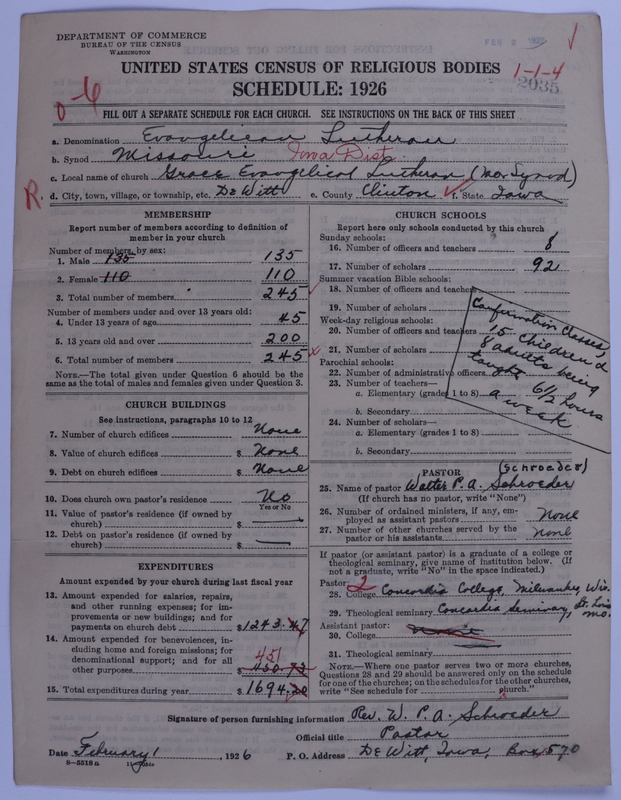 DEPARTMENT OF COMMERCE
BUREAU OF THE CENSUS
WASHINGTON
FEB 2
UNITED STATES CENSUS OF RELIGIOUS BODIES
1-1-4
2035
SCHEDULE: 1926
0-6
FILL OUT A SEPARATE SCHEDULE FOR EACH CHURCH. SEE INSTRUCTIONS ON THE BACK OF THIS SHEET
a. Denomination Evangelican Lutheran
b. Synod Missouri Iowa Dist.
c. Local name of church Grace Evangelical Lutheran (Mo. Synod)
R. d. City, town, village, or township, etc. De Witt e. County Clinton f. State Iowa
MEMBERSHIP
Report number of members according to definition of
member in your church
Number of members, by sex:
1. Male 135 135
2. Female 110 110
3. Total number of members 245
Number of members under and over 13 years old:
4. Under 13 years of age 45
5. 13 years old and over 200
6. Total number of members 245
NOTE.—The total given under Question 6 should be
same as the total of males and females given under Question 3.
CHURCH BUILDINGS
See instructions, paragraphs 10 to 12
7. Number of church edifices None
8. Value of church edifices $ None
9. Debt on church edifices $ None
10. Does church own pastor's residence No
Yes or No
11. Value of pastor's residence (if owned by
church) $
12. Debt on pastor's residence (if owned by
church) $
EXPENDITURES
Amount expended by your church during last fiscal year
13. Amount expended for salaries, repairs,
and other running expenses; for im-
provements or new buildings; and for
payments on church debt $1243.47
14. Amount expended for benevolences, in-
cluding home and foreign missions; for
denominational support; and for all
other purposes $ 450.73
451
15. Total expenditures during year $ 1694.20
CHURCH SCHOOLS
Report here only schools conducted by this church
Sunday schools:
16. Number of officers and teachers 8
17. Number of scholars 92
Summer vacation Bible schools:
18. Number of officers and teachers
19. Number of scholars
Week-day religious schools:
20. Number of officers and teachers
21. Number of scholars
Parochial schools:
22. Number of administrative officers
23. Number of teachers—
a. Elementary (grades 1 to 8)
b. Secondary
24. Number of scholars—
a. Elementary (grades 1 to 8)
b. Secondary
Confirmation Classes,
15 Children &
8 adults being
taught 6 1/2 hours
a week
PASTOR
(Schroeder)
25. Name of pastor Walter P. A. Schroeder
(If church has no pastor, write "None")
26. Number of ordained ministers, if any, em-
ployed as assistant pastors None
27. Number of other churches served by the
pastor or his assistants None
If pastor (or assistant pastor) is a graduate of a college or
theological seminary, give name of institution below. (If
not a graduate, write "No" in the space indicated.)
Pastor: 2
28. College Concordia College, Milwaukee, Wis.
29. Theological seminary Concordia Seminary, St. Louis Mo.
Assistant pastor:
30. College
31. Theological seminary
NOTE.—Where one pastor serves two or more churches,
Questions 28 and 29 should be answered only on the schedule
for one of the churches; on the schedules for the other churches,
write "See schedule for church."
Signature of person furnishing information Rev. W. P. A. Schroeder
Official title Pastor
Date February 1, 1926 P. O. Address De Witt, Iowa, Box 570
8-5518 a